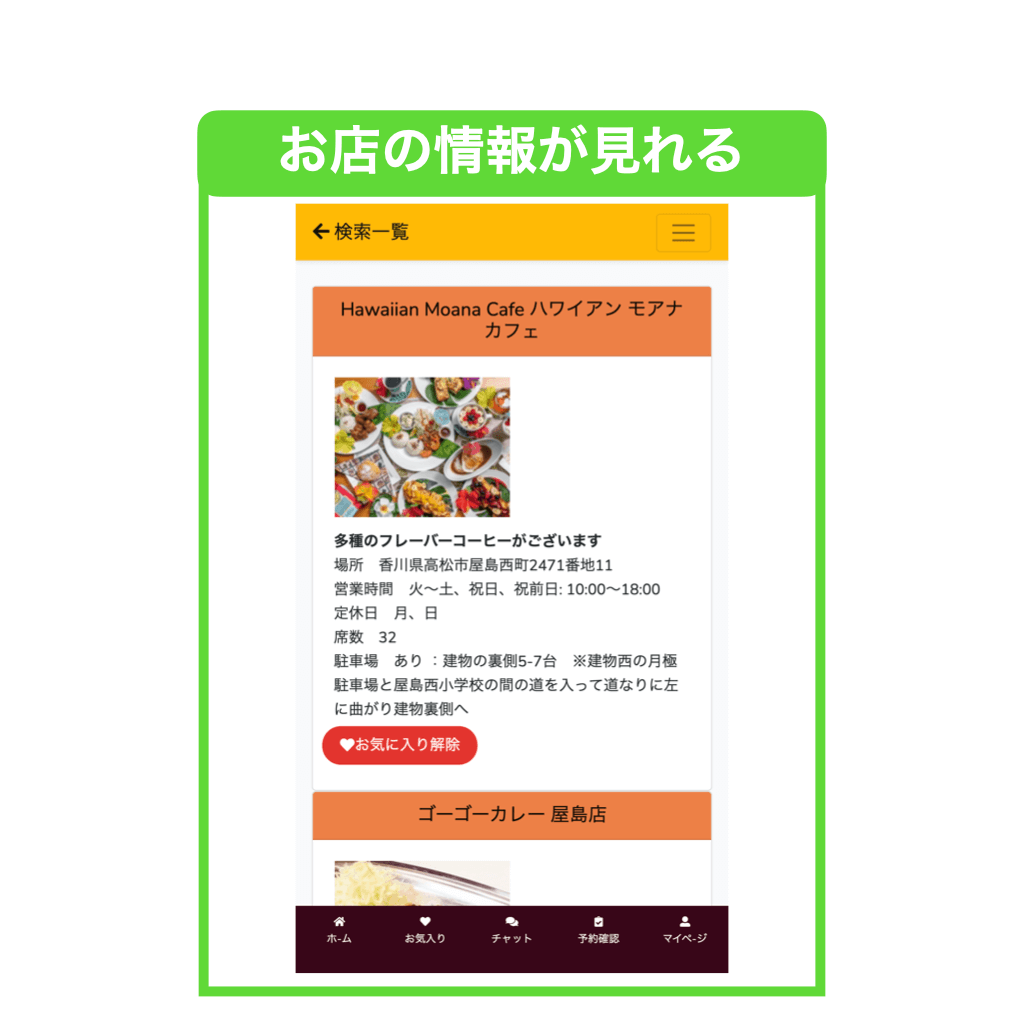 お店の情報が見れる
検索一覧
Hawaiian Moana Cafe ハワイアン モアナ
カフェ
多種のフレーバーコーヒーがございます
場所　香川県高松市屋島西町2471番地11
営業時間　火〜土、祝日、祝前日: 10:00〜18:00
定休日　月、日
席数　32
駐車場　あり ：建物の裏側5-7台　※建物西の月極
駐車場と屋島西小学校の間の道を入って道なりに左
に曲がり建物裏側へ
お気に入り解除
ゴーゴーカレー 屋島店
ホ-ム お気入り チャット 予約確認 マイペ-ジ